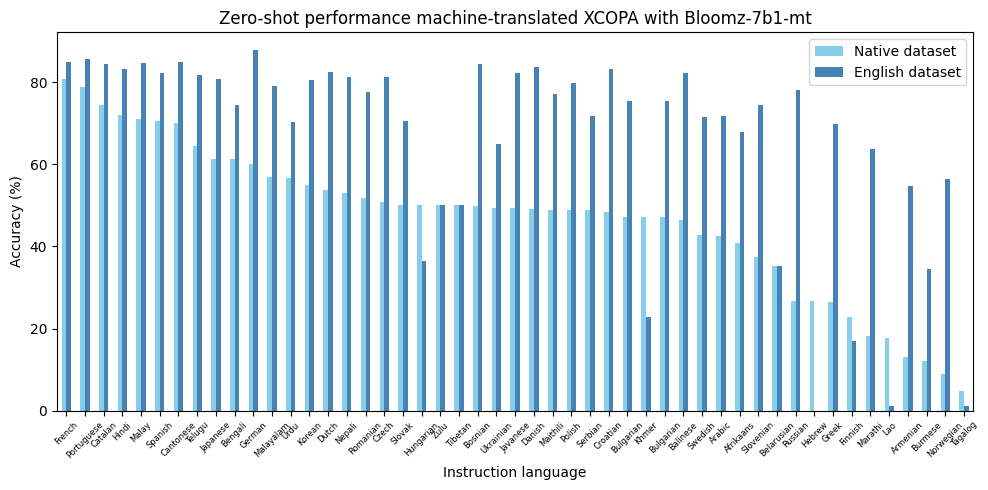 Zero-shot performance machine-translated XCOPA with Bloomz-7b1-mt
Native dataset
English dataset
Accuracy (%)
80
60
40
20
0
French
Portuguese
Catalan
Hindi
Malay
Spanish
Cantonese
Telugu
Japanese
Bengali
German
Malayalam
Urdu
Korean
Dutch
Nepali
Romanian
Czech
Slovak
Hungarian
Zulu
Tibetan
Bosnian
Ukrainian
Javanese
Danish
Maithili
Polish
Serbian
Croatian
Bulgarian
Khmer
Bulgarian
Balinese
Swedish
Arabic
Afrikaans
Slovenian
Belarusian
Russian
Hebrew
Greek
Finnish
Marathi
Lao
Armenian
Burmese
Norwegian
Tagalog
Instruction language